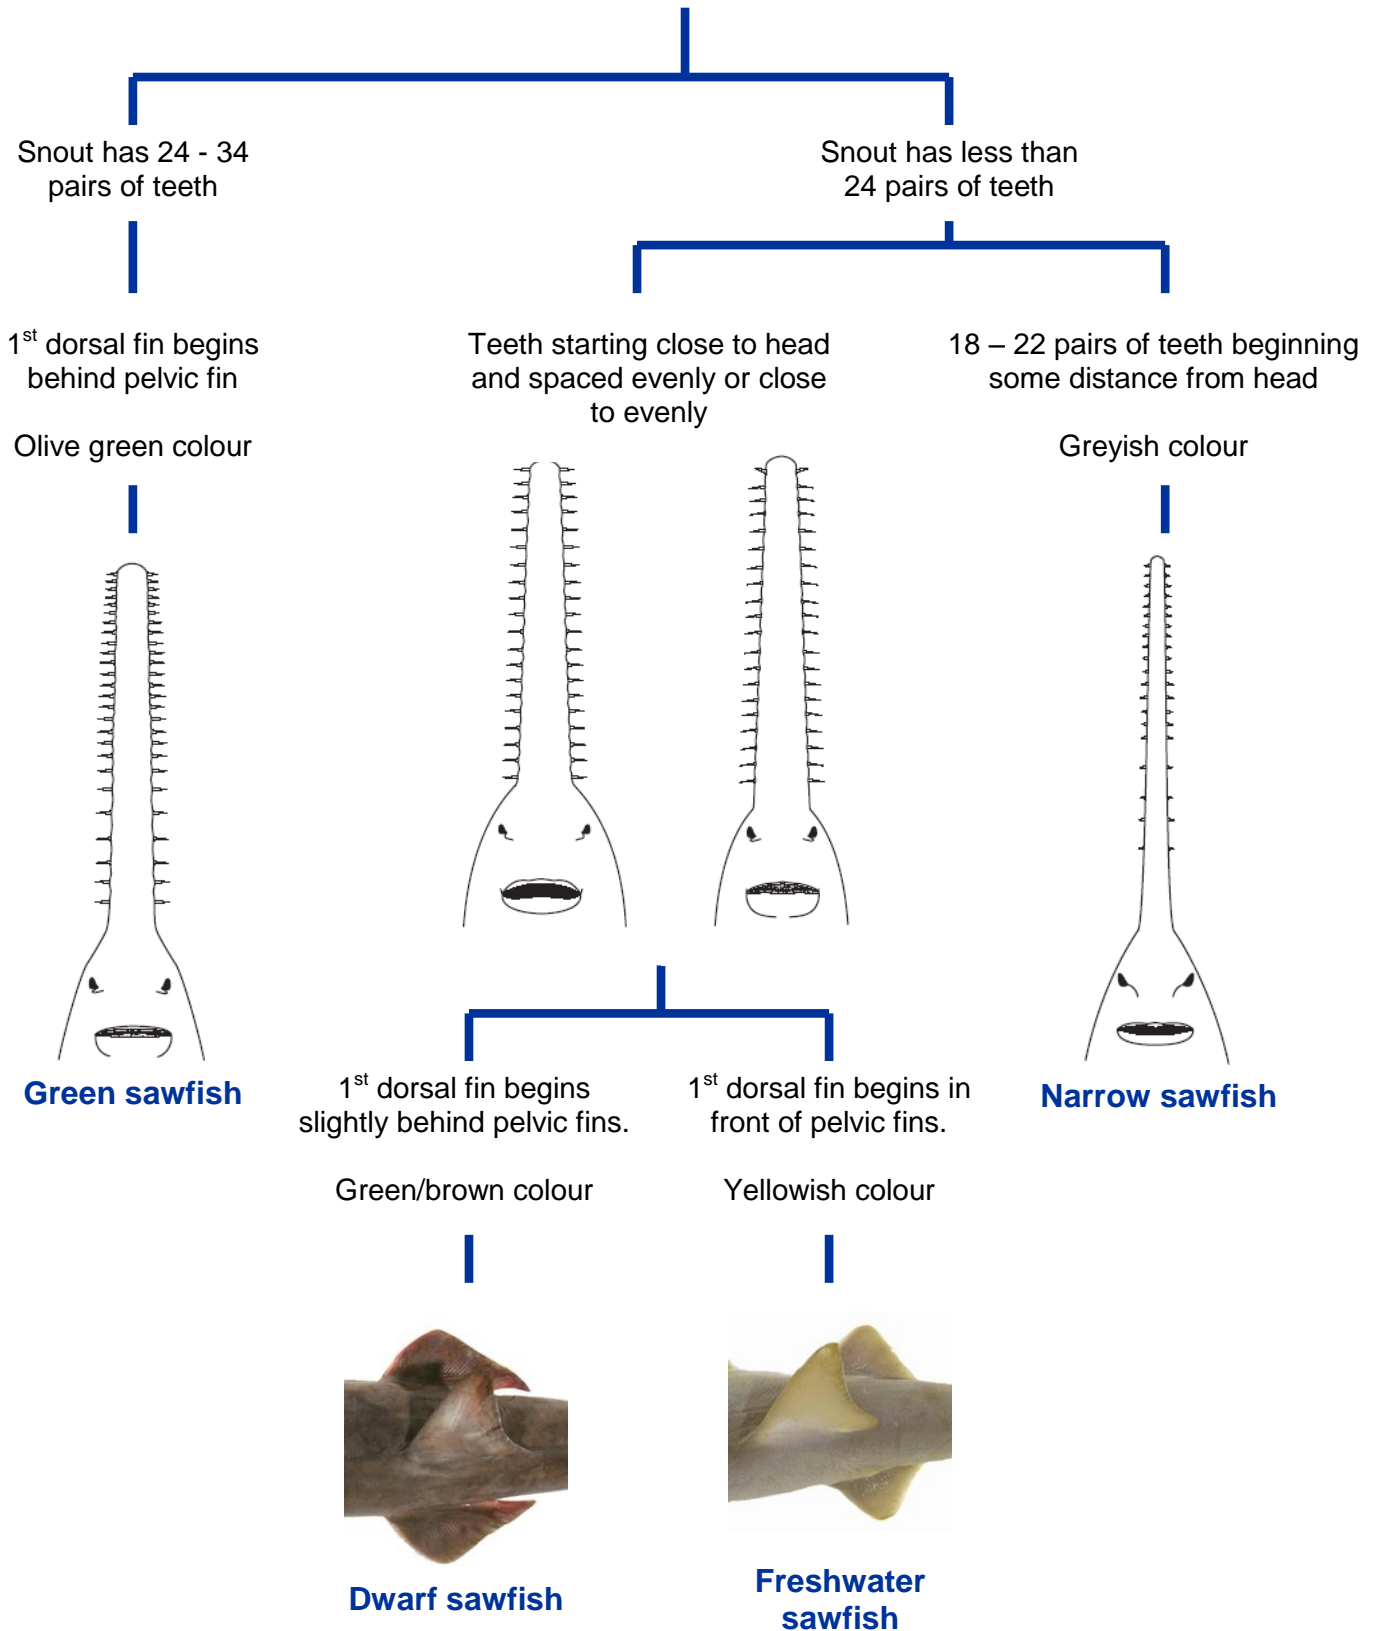 Snout has 24 - 34
pairs of teeth
Snout has less than
24 pairs of teeth
1st dorsal fin begins
behind pelvic fin
Olive green colour
Teeth starting close to head
and spaced evenly or close
to evenly
18 – 22 pairs of teeth beginning
some distance from head
Greyish colour
Green sawfish
1st dorsal fin begins
slightly behind pelvic fins.
Green/brown colour
1st dorsal fin begins in
front of pelvic fins.
Yellowish colour
Narrow sawfish
Dwarf sawfish
Freshwater
sawfish